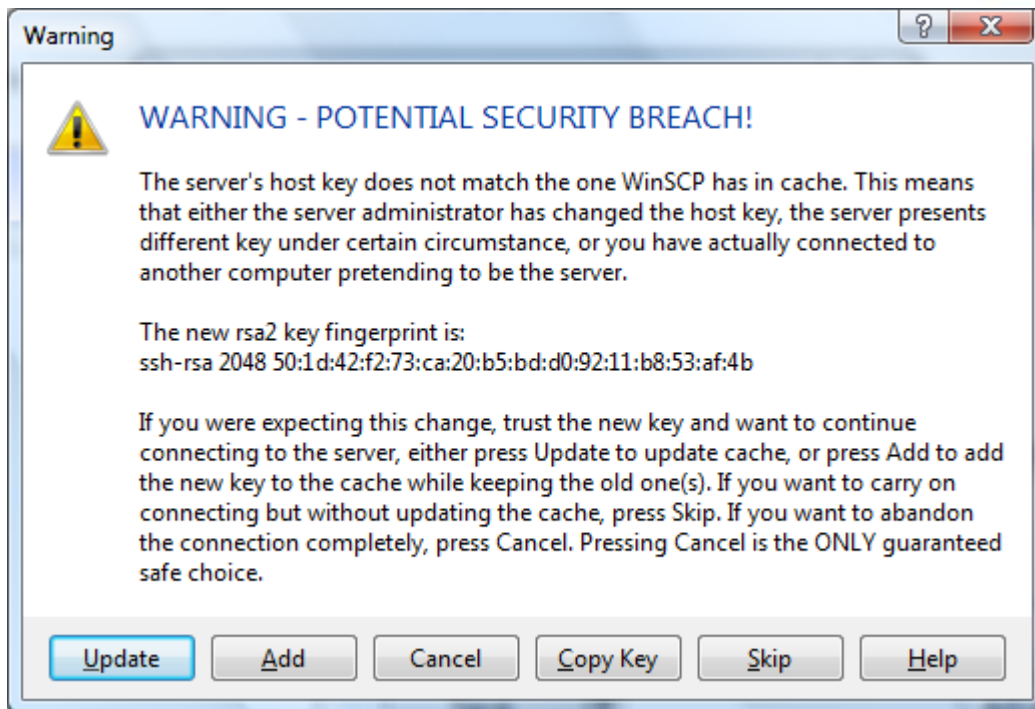 Warning
WARNING - POTENTIAL SECURITY BREACH!
The server's host key does not match the one WinSCP has in cache. This means
that either the server administrator has changed the host key, the server presents
different key under certain circumstance, or you have actually connected to
another computer pretending to be the server.
The new rsa2 key fingerprint is:
ssh-rsa 2048 50:1d:42:f2:73:ca:20:b5:bd:d0:92:11:b8:53:af:4b
If you were expecting this change, trust the new key and want to continue
connecting to the server, either press Update to update cache, or press Add to add
the new key to the cache while keeping the old one(s). If you want to carry on
connecting but without updating the cache, press Skip. If you want to abandon
the connection completely, press Cancel. Pressing Cancel is the ONLY guaranteed
safe choice.
Update Add Cancel Copy Key Skip Help